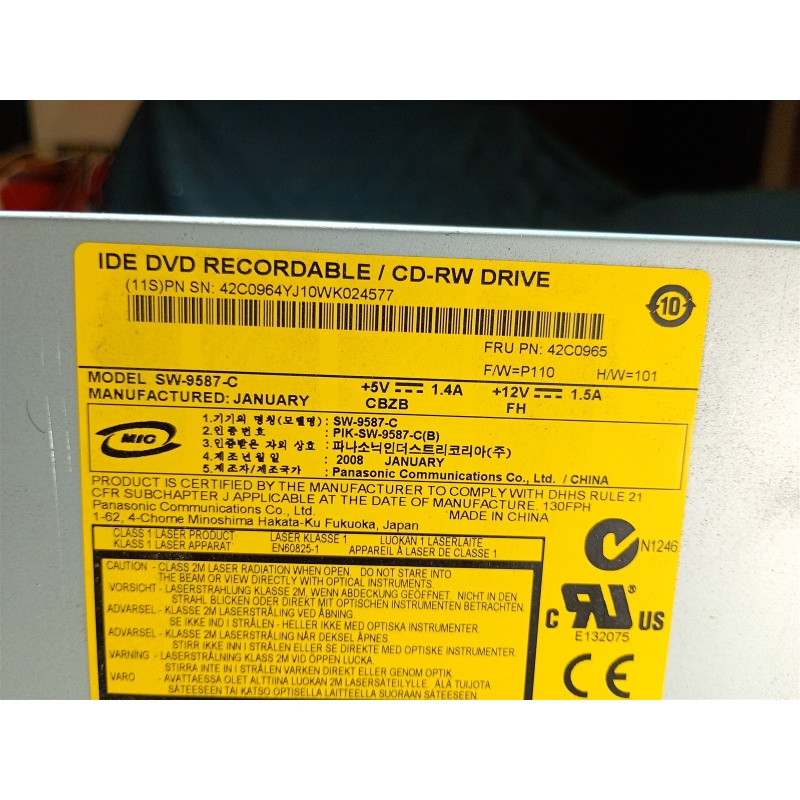 IDE DVD RECORDABLE / CD-RW DRIVE
(11S)PN SN: 42C0964YJ10WK024577
10
FRU PN: 42C0965
F/W=P110 H/W=101
MODEL SW-9587-C +5V 1.4A +12V 1.5A
MANUFACTURED: JANUARY CBZB FH
MIC
1.기기의 명칭(모델명) : SW-9587-C
2.인증번호 : PIK-SW-9587-C(B)
3.인증받은 자의 상호 : 파나소닉인더스트리코리아(주)
4.제조년월일 : 2008 JANUARY
5.제조자/제조국가 : Panasonic Communications Co., Ltd. / CHINA
PRODUCT IS CERTIFIED BY THE MANUFACTURER TO COMPLY WITH DHHS RULE 21
CFR SUBCHAPTER J APPLICABLE AT THE DATE OF MANUFACTURE. 130FPH
Panasonic Communications Co., Ltd. MADE IN CHINA
1-62, 4-Chome Minoshima Hakata-Ku Fukuoka, Japan
CLASS 1 LASER PRODUCT LASER KLASSE 1 LUOKAN 1 LASERLAITE
KLASS 1 LASER APPARAT EN60825-1 APPAREIL À LASER DE CLASSE 1
N1246
CAUTION - CLASS 2M LASER RADIATION WHEN OPEN. DO NOT STARE INTO
THE BEAM OR VIEW DIRECTLY WITH OPTICAL INSTRUMENTS.
VORSICHT- LASERSTRAHLUNG KLASSE 2M, WENN ABDECKUNG GEÖFFNET. NICHT IN DEN
STRAHL BLICKEN ODER DIREKT MIT OPTISCHEN INSTRUMENTEN BETRACHTEN.
ADVARSEL- KLASSE 2M LASERSTRÅLING VED ÅBNING.
SE IKKE IND I STRÅLEN - HELLER IKKE MED OPTISKA INSTRUMENTER.
ADVARSEL - KLASSE 2M LASERSTRÅLING NÅR DEKSEL ÅPNES.
STIRR IKKE INN I STRÅLEN ELLER SE DIREKTE MED OPTISKE INSTRUMENTER.
VARNING - LASERSTRÅLNING KLASS 2M VID ÖPPEN LUCKA.
STIRRA INTE IN I STRÅLEN VARKEN DIREKT ELLER GENOM OPTIK.
VARO - AVATTAESSA OLET ALTTIINA LUOKAN 2M LASERSÄTEILYLLE. ÄLÄ TUIJOTA
SÄTEESEEN TAI KATSO OPTISELLA LAITTEELLA SUORAAN SÄTEESEEN.
C RU® US
E132075
CE